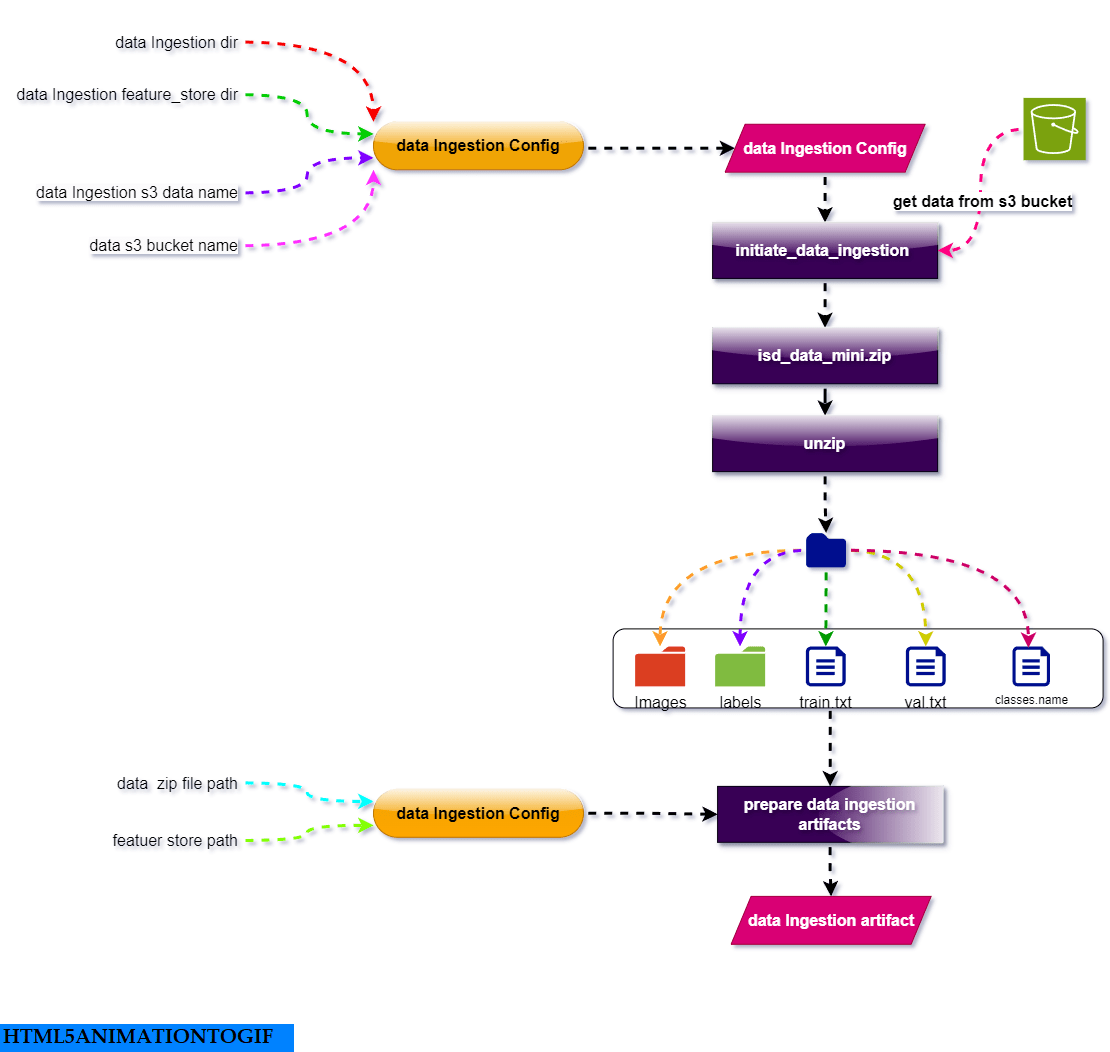 data Ingestion dir
data Ingestion feature_store dir
data Ingestion s3 data name
data s3 bucket name
data Ingestion Config
data Ingestion Config
get data from s3 bucket
initiate_data_ingestion
isd_data_mini.zip
unzip
Images
labels
train.txt
val.txt
classes.name
data zip file path
featuer store path
data Ingestion Config
prepare data ingestion
artifacts
data Ingestion artifact
HTML5ANIMATIONTOGIF